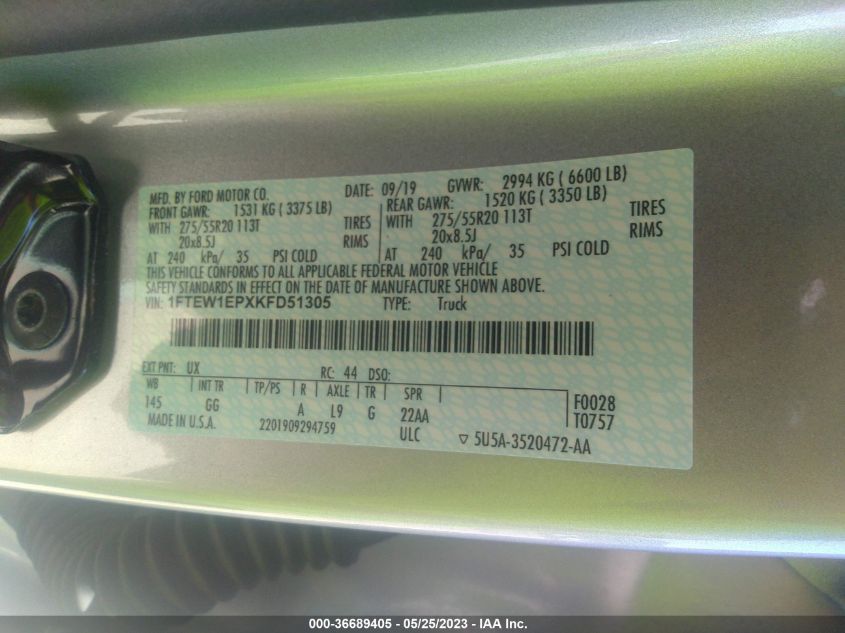 MFD. BY FORD MOTOR CO. DATE: 09/19 GVWR: 2994 KG ( 6600 LB)
FRONT GAWR: 1531 KG ( 3375 LB) REAR GAWR: 1520 KG ( 3350 LB)
WITH 275/55R20 113T TIRES WITH 275/55R20 113T TIRES
20x8.5J RIMS 20x8.5J RIMS
AT 240 kPa/ 35 PSI COLD AT 240 kPa/ 35 PSI COLD
THIS VEHICLE CONFORMS TO ALL APPLICABLE FEDERAL MOTOR VEHICLE
SAFETY STANDARDS IN EFFECT ON THE DATE OF MANUFACTURE SHOWN ABOVE.
VIN: 1FTEW1EPXKFD51305 TYPE: Truck
EXT PNT: UX RC: 44 DSO:
WB INT TR TP/PS R AXLE TR SPR
145 GG A L9 G 22AA F0028
MADE IN U.S.A. 2201909294759 ULC T0757
▽ 5U5A-3520472-AA
000-36689405 - 05/25/2023 - IAA Inc.